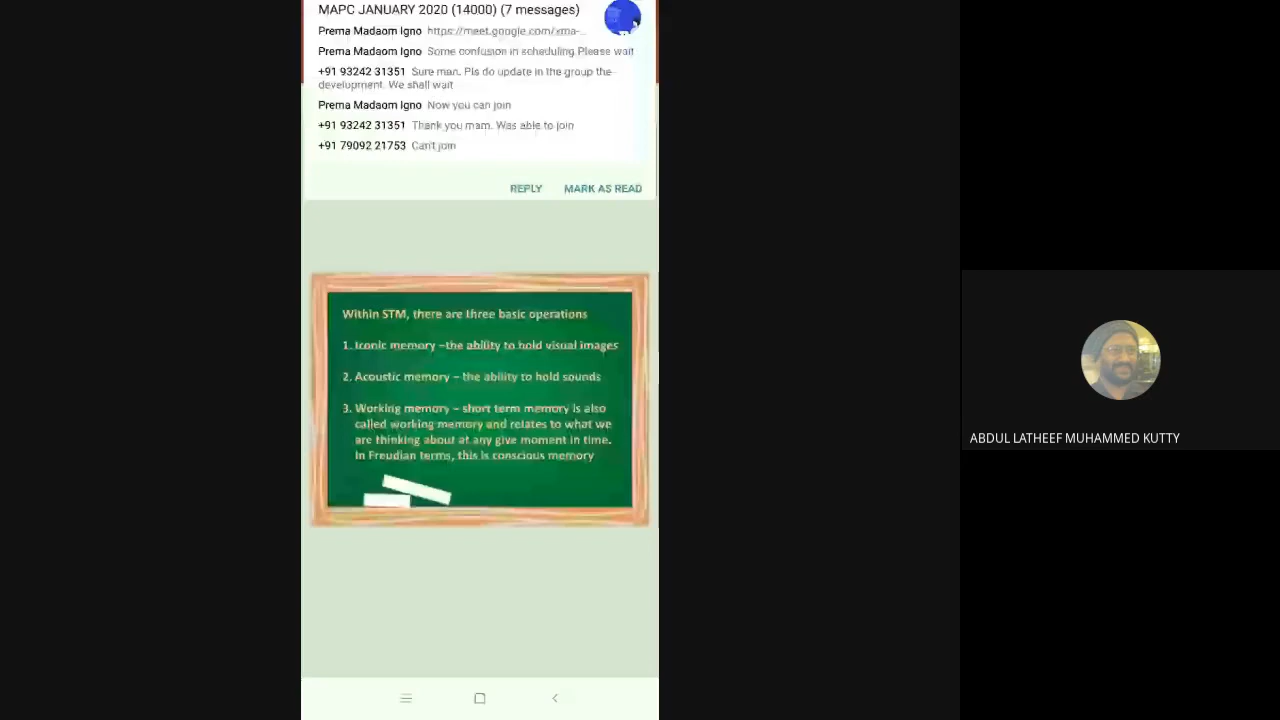 MAPC JANUARY 2020 (14000) (7 messages)
Prema Madaom Igno https://meet.google.com/xma-...
Prema Madaom Igno Some confusion in scheduling Please wait
+91 93242 31351 Sure man. Pls do update in the group the
development. We shall wait
Prema Madaom Igno Now you can join
+91 93242 31351 Thank you mam. Was able to join
+91 79092 21753 Can't join
REPLY MARK AS READ
Within STM, there are three basic operations
1. Iconic memory –the ability to hold visual images
2. Acoustic memory – the ability to hold sounds
3. Working memory – short term memory is also
called working memory and relates to what we
are thinking about at any give moment in time.
In Freudian terms, this is conscious memory
ABDUL LATHEEF MUHAMMED KUTTY